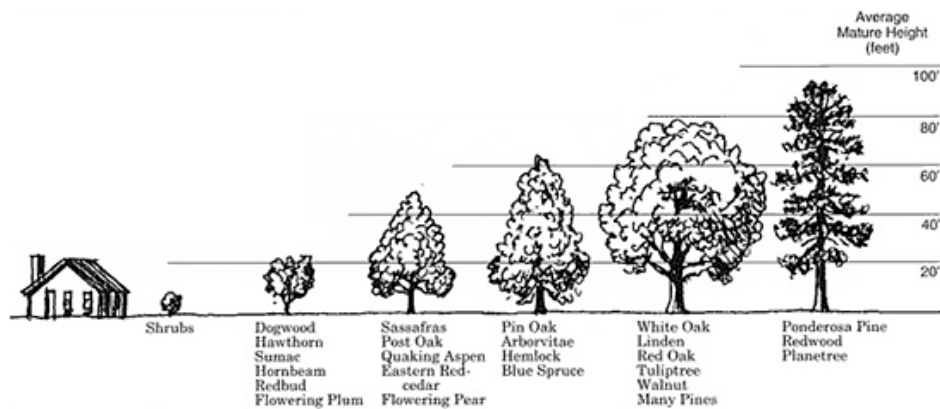 Average
Mature Height
(feet)
100'
80'
60'
40'
20'
Shrubs
Dogwood
Hawthorn
Sumac
Hornbeam
Redbud
Flowering Plum
Sassafras
Post Oak
Quaking Aspen
Eastern Red-
cedar
Flowering Pear
Pin Oak
Arborvitae
Hemlock
Blue Spruce
White Oak
Linden
Red Oak
Tuliptree
Walnut
Many Pines
Ponderosa Pine
Redwood
Planetree